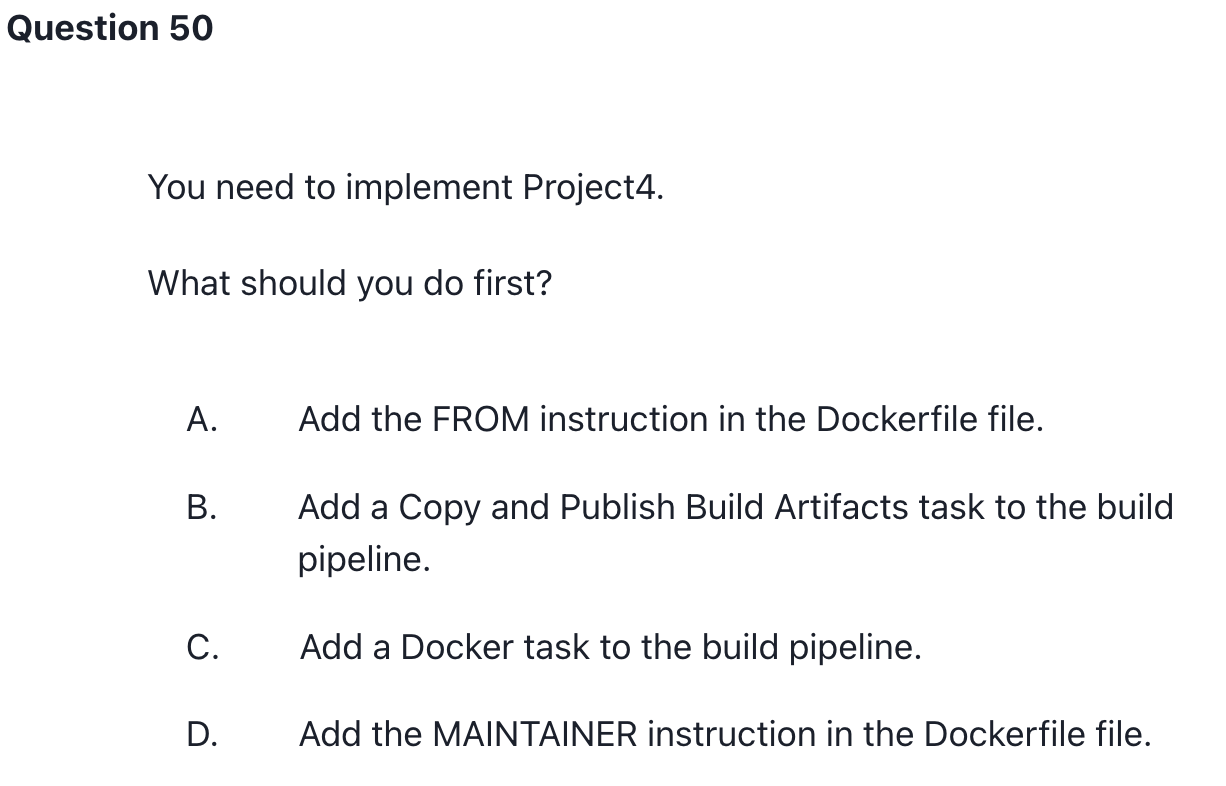 Question 50
You need to implement Project4.
What should you do first?
A. Add the FROM instruction in the Dockerfile file.
B. Add a Copy and Publish Build Artifacts task to the build
pipeline.
C. Add a Docker task to the build pipeline.
D. Add the MAINTAINER instruction in the Dockerfile file.